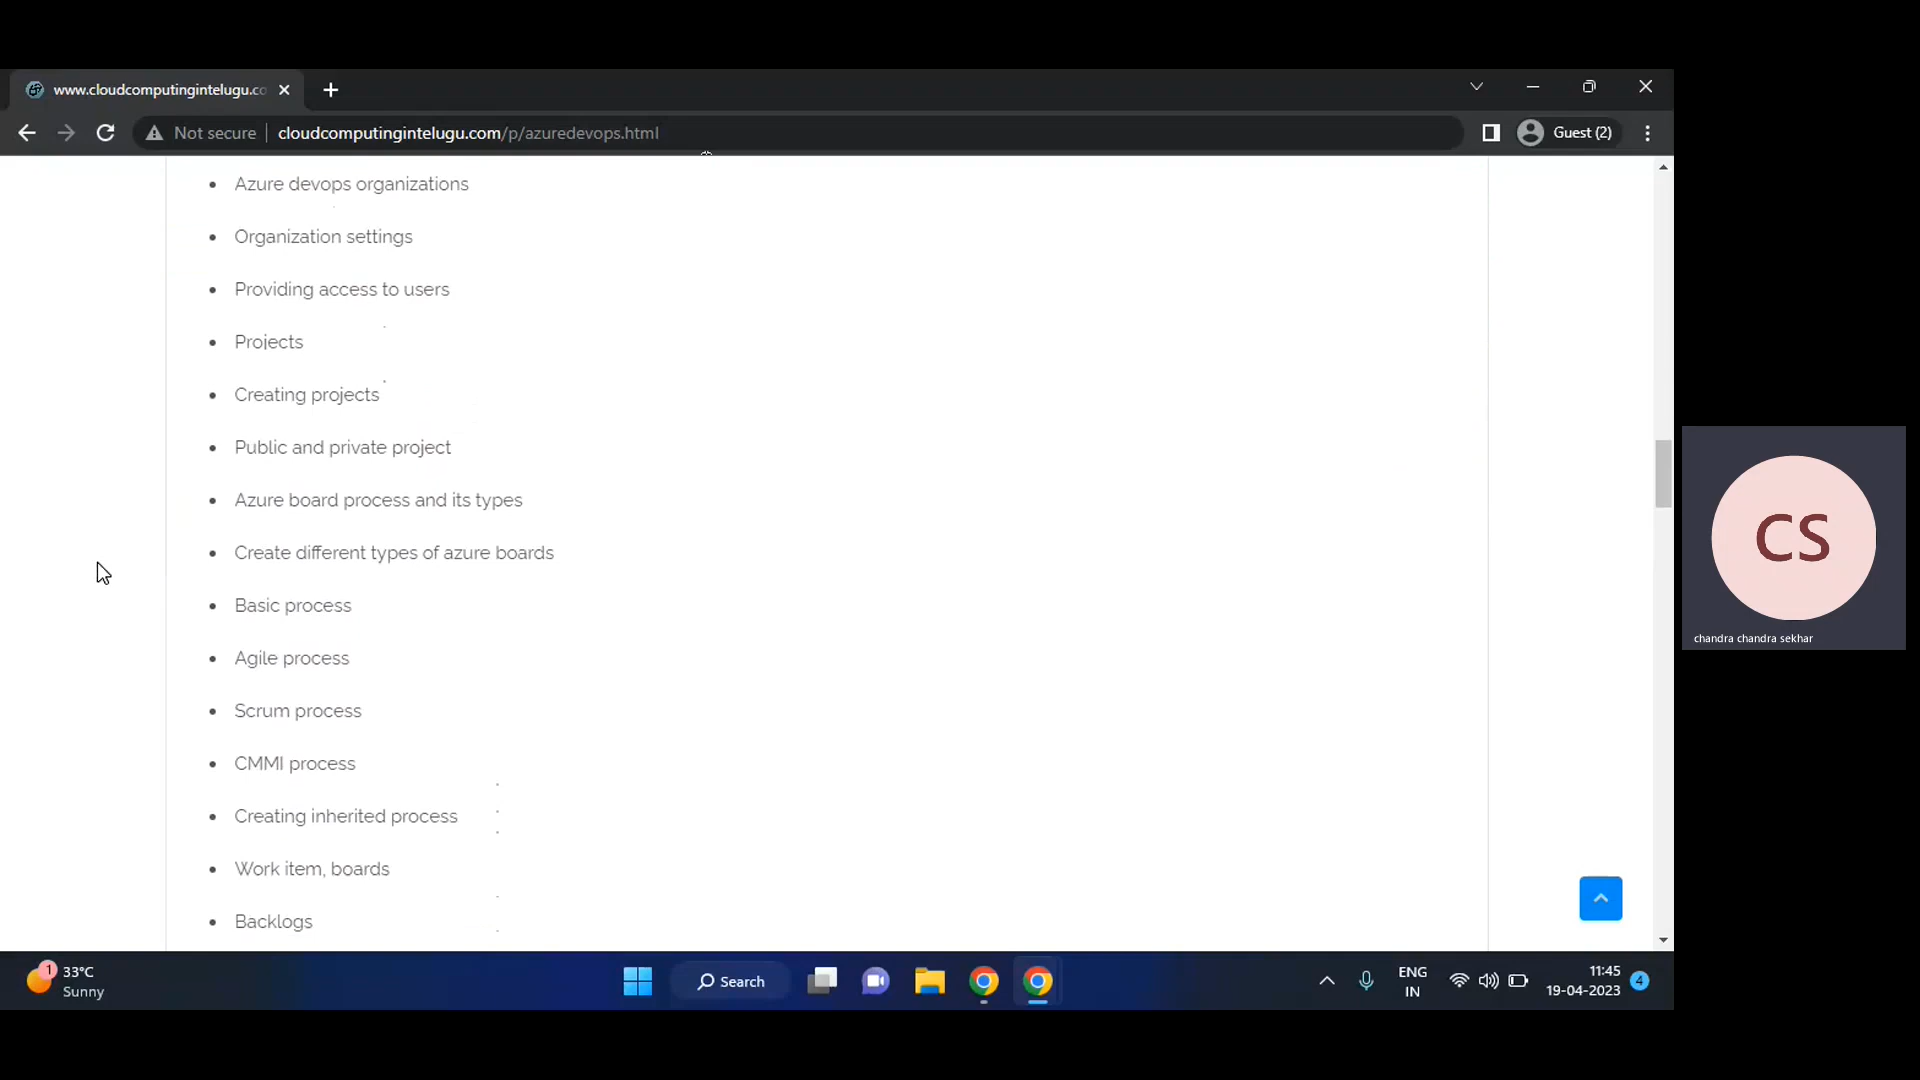 www.cloudcomputingintelugu.co
Not secure
cloudcomputingintelugu.com/p/azuredevops.html
Guest (2)
Azure devops organizations
Organization settings
Providing access to users
Projects
Creating projects
Public and private project
Azure board process and its types
Create different types of azure boards
Basic process
Agile process
Scrum process
CMMI process
Creating inherited process
Work item, boards
Backlogs
CS
chandra chandra sekhar
1
33°C
Sunny
Search
ENG
IN
11:45
19-04-2023
4